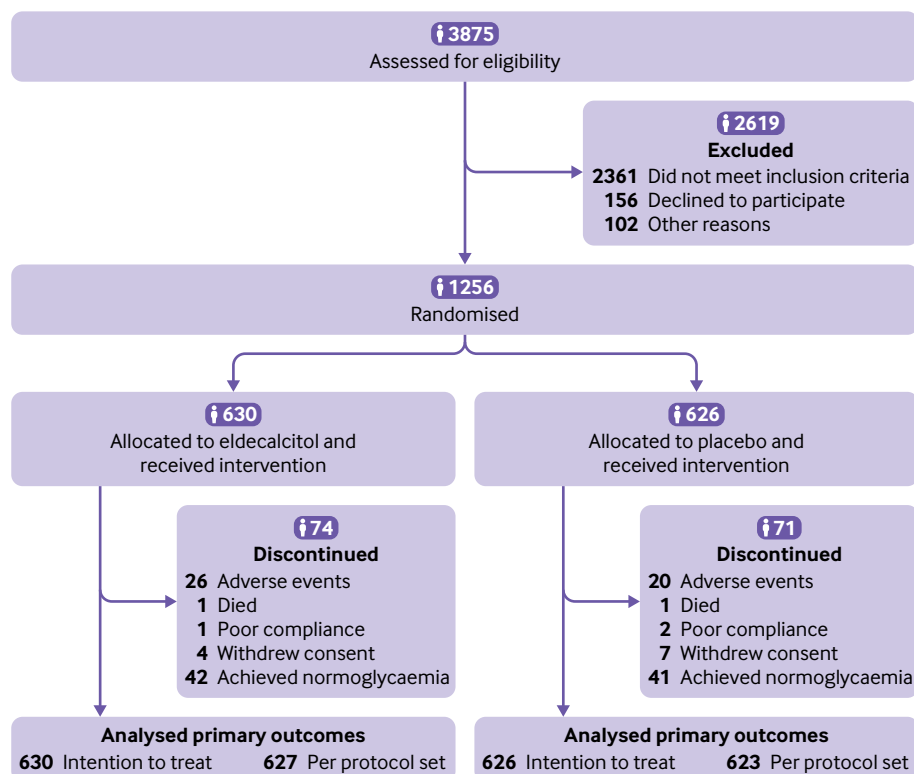 3875
Assessed for eligibility
2619
Excluded
2361 Did not meet inclusion criteria
156 Declined to participate
102 Other reasons
1256
Randomised
630
Allocated to eldecalcitol and
received intervention
626
Allocated to placebo and
received intervention
74
Discontinued
26 Adverse events
1 Died
1 Poor compliance
4 Withdrew consent
42 Achieved normoglycaemia
71
Discontinued
20 Adverse events
1 Died
2 Poor compliance
7 Withdrew consent
41 Achieved normoglycaemia
Analysed primary outcomes
630 Intention to treat 627 Per protocol set
Analysed primary outcomes
626 Intention to treat 623 Per protocol set